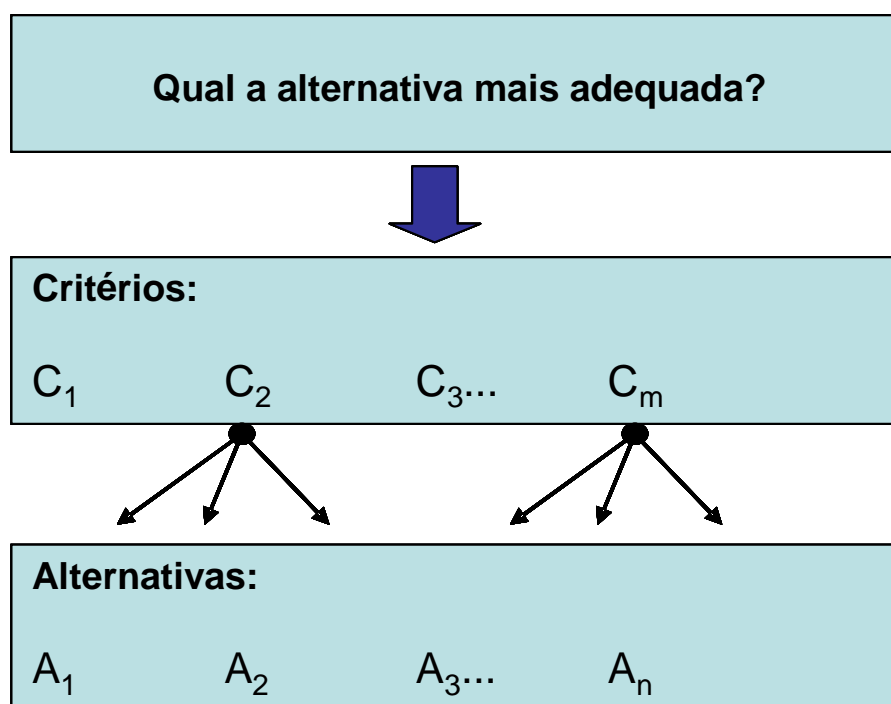 Qual a alternativa mais adequada?
Critérios:
C₁ C₂ C₃... Cₘ
Alternativas:
A₁ A₂ A₃... Aₙ